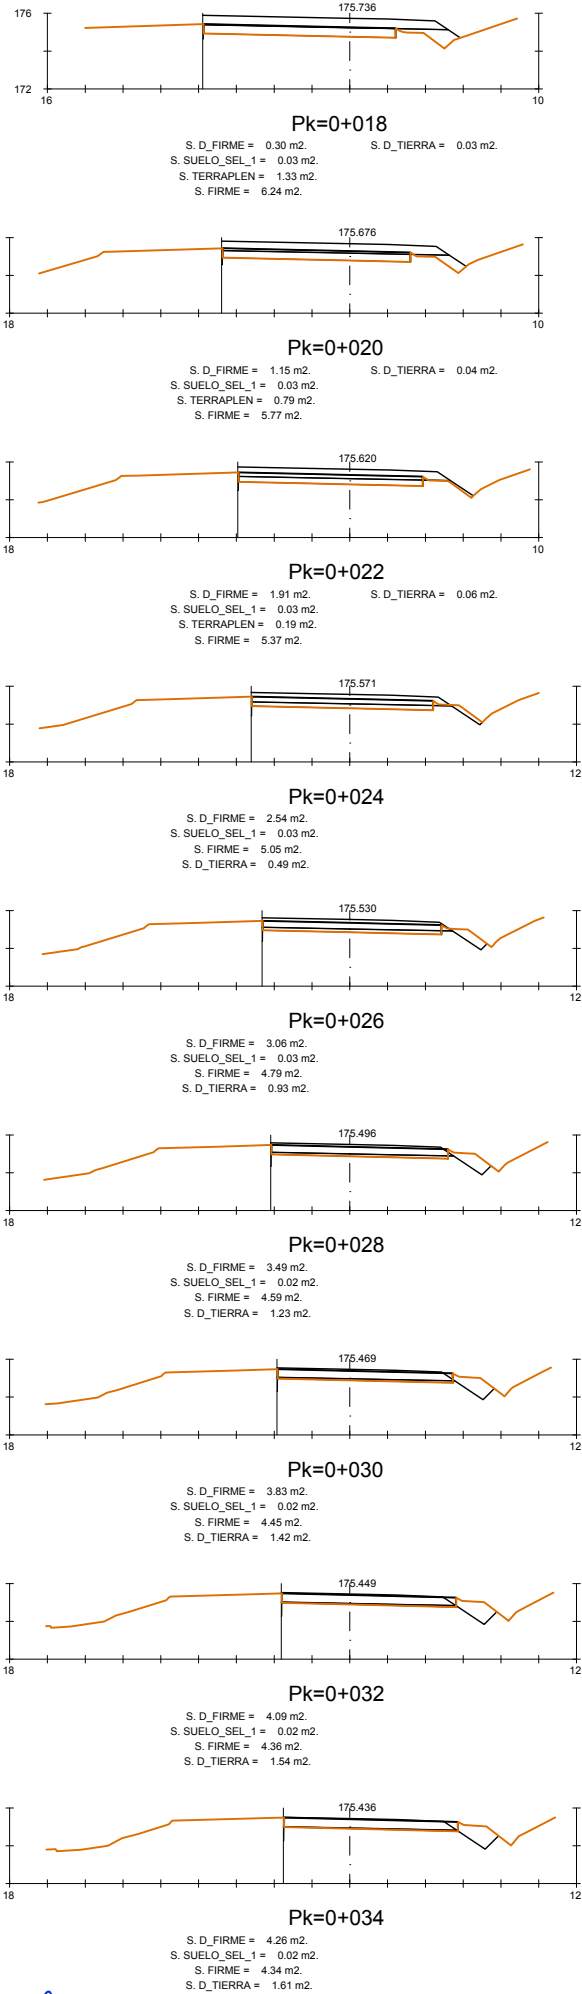 176
175.736
172
16
10
Pk=0+018
S. D_FIRME = 0.30 m2. S. D_TIERRA = 0.03 m2.
S. SUELO_SEL_1 = 0.03 m2.
S. TERRAPLEN = 1.33 m2.
S. FIRME = 6.24 m2.
175.676
18
10
Pk=0+020
S. D_FIRME = 1.15 m2. S. D_TIERRA = 0.04 m2.
S. SUELO_SEL_1 = 0.03 m2.
S. TERRAPLEN = 0.79 m2.
S. FIRME = 5.77 m2.
175.620
18
10
Pk=0+022
S. D_FIRME = 1.91 m2. S. D_TIERRA = 0.06 m2.
S. SUELO_SEL_1 = 0.03 m2.
S. TERRAPLEN = 0.19 m2.
S. FIRME = 5.37 m2.
175.571
18
12
Pk=0+024
S. D_FIRME = 2.54 m2.
S. SUELO_SEL_1 = 0.03 m2.
S. FIRME = 5.05 m2.
S. D_TIERRA = 0.49 m2.
175.530
18
12
Pk=0+026
S. D_FIRME = 3.06 m2.
S. SUELO_SEL_1 = 0.03 m2.
S. FIRME = 4.79 m2.
S. D_TIERRA = 0.93 m2.
175.496
18
12
Pk=0+028
S. D_FIRME = 3.49 m2.
S. SUELO_SEL_1 = 0.02 m2.
S. FIRME = 4.59 m2.
S. D_TIERRA = 1.23 m2.
175.469
18
12
Pk=0+030
S. D_FIRME = 3.83 m2.
S. SUELO_SEL_1 = 0.02 m2.
S. FIRME = 4.45 m2.
S. D_TIERRA = 1.42 m2.
175.449
18
12
Pk=0+032
S. D_FIRME = 4.09 m2.
S. SUELO_SEL_1 = 0.02 m2.
S. FIRME = 4.36 m2.
S. D_TIERRA = 1.54 m2.
175.436
18
12
Pk=0+034
S. D_FIRME = 4.26 m2.
S. SUELO_SEL_1 = 0.02 m2.
S. FIRME = 4.34 m2.
S. D_TIERRA = 1.61 m2.